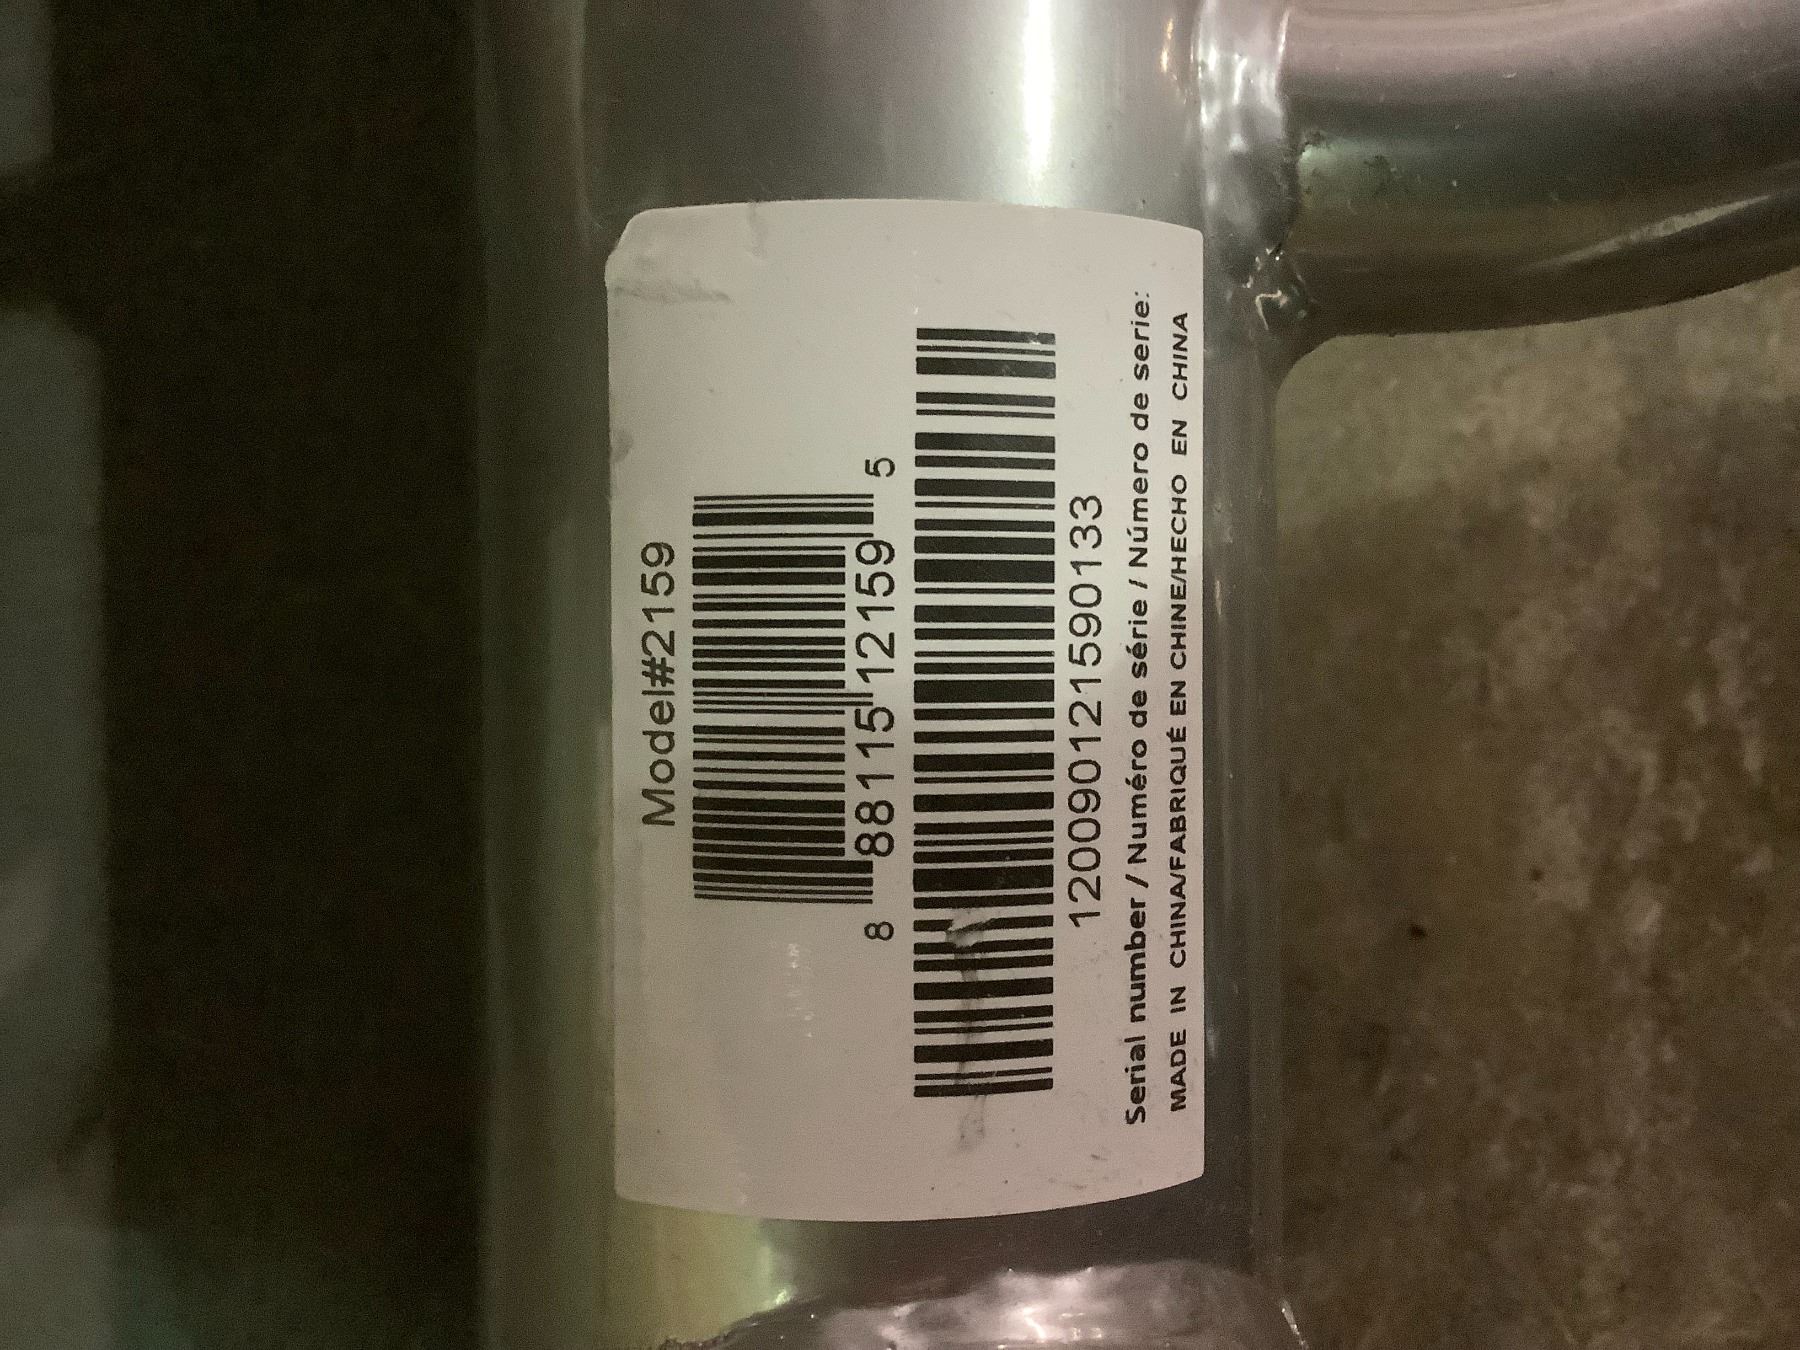 Model#2159
8 88115 12159 5
120090121590133
Serial number / Numéro de série / Número de serie:
MADE IN CHINA/FABRIQUÉ EN CHINE/HECHO EN CHINA